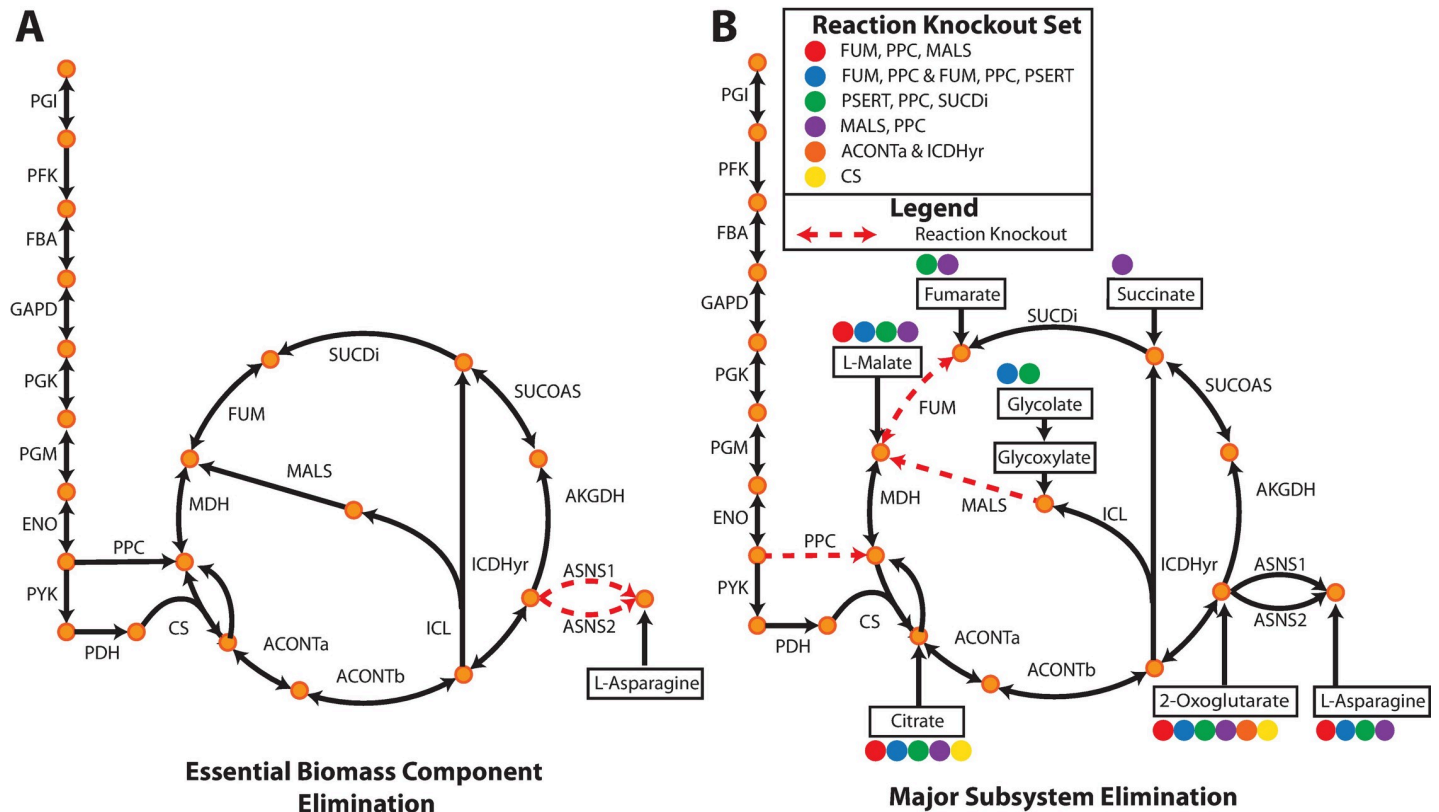 A
PGI
PFK
FBA
GAPD
PGK
PGM
ENO
PPC
PYK
PDH
CS
MDH
FUM
SUCDi
MALS
SUCOAS
AKGDH
ICDHyr
ICL
ACONTa
ACONTb
ASNS1
ASNS2
L-Asparagine
Essential Biomass Component
Elimination
B
Reaction Knockout Set
FUM, PPC, MALS
FUM, PPC & FUM, PPC, PSERT
PSERT, PPC, SUCDi
MALS, PPC
ACONTa & ICDHyr
CS
Legend
Reaction Knockout
PGI
PFK
FBA
GAPD
PGK
PGM
ENO
PPC
PYK
PDH
CS
MDH
FUM
Fumarate
Succinate
SUCDi
L-Malate
Glycolate
Glycoxylate
MALS
ICL
SUCOAS
AKGDH
ICDHyr
ACONTa
ACONTb
ASNS1
ASNS2
Citrate
2-Oxoglutarate
L-Asparagine
Major Subsystem Elimination